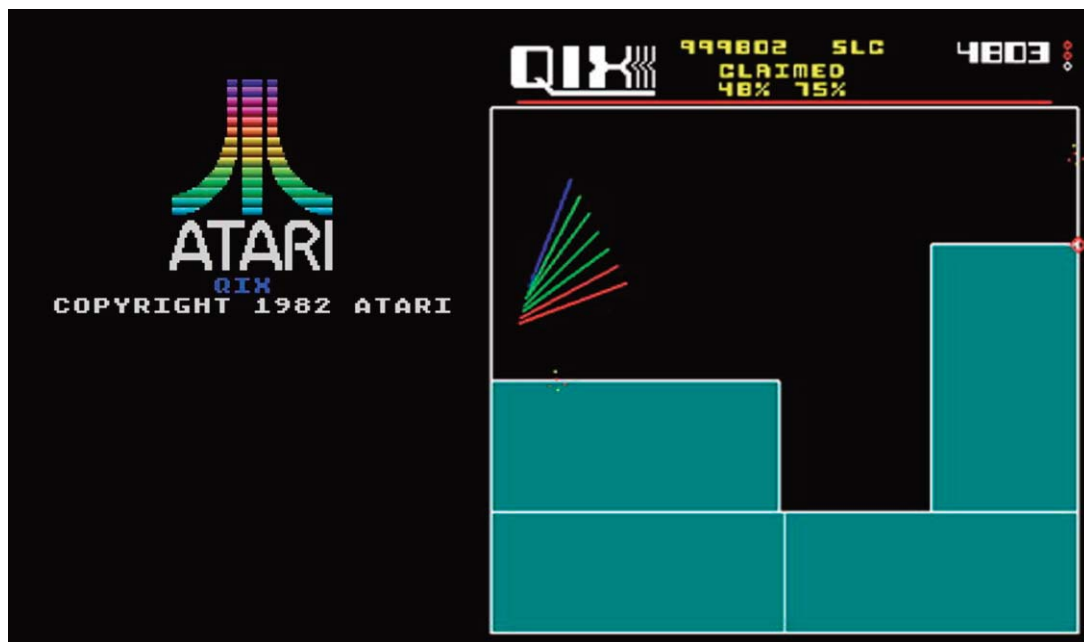 ATARI
QIX
COPYRIGHT 1982 ATARI
QIX
999802 SLC
4803
CLAIMED
48% 75%